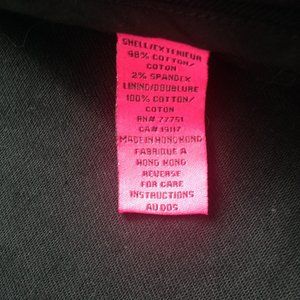 SHELL/EXTERIEUR
98% COTTON/
COTON
2% SPANDEX
LINING/DOUBLURE
100% COTTON/
COTON
RN# 77751
CA# 19117
MADE IN HONG KONG
FABRIQUE A
HONG KONG
REVERSE
FOR CARE
INSTRUCTIONS
AU 005